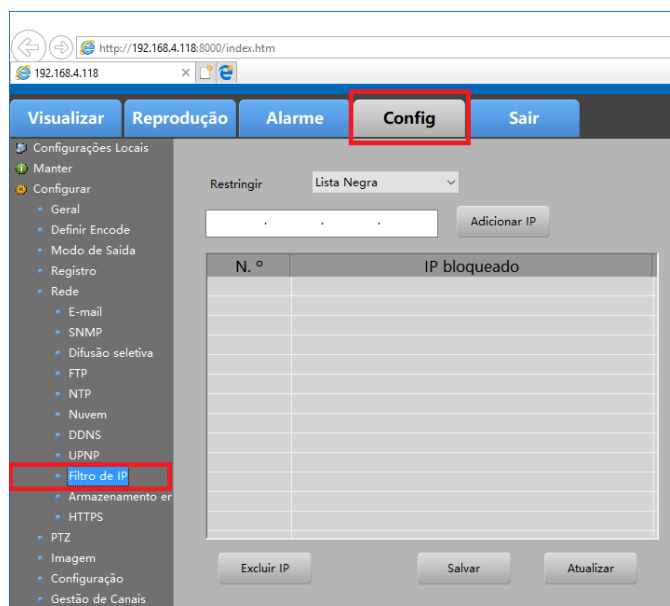 http://192.168.4.118:8000/index.htm
192.168.4.118
Visualizar Reprodução Alarme Config Sair
Configurações Locais
Manter
Configurar
Geral
Definir Encode
Modo de Saída
Registro
Rede
E-mail
SNMP
Difusão seletiva
FTP
NTP
Nuvem
DDNS
UPNP
Filtro de IP
Armazenamento er
HTTPS
PTZ
Imagem
Configuração
Gestão de Canais
Restringir Lista Negra
. . . Adicionar IP
N. º IP bloqueado
Excluir IP Salvar Atualizar